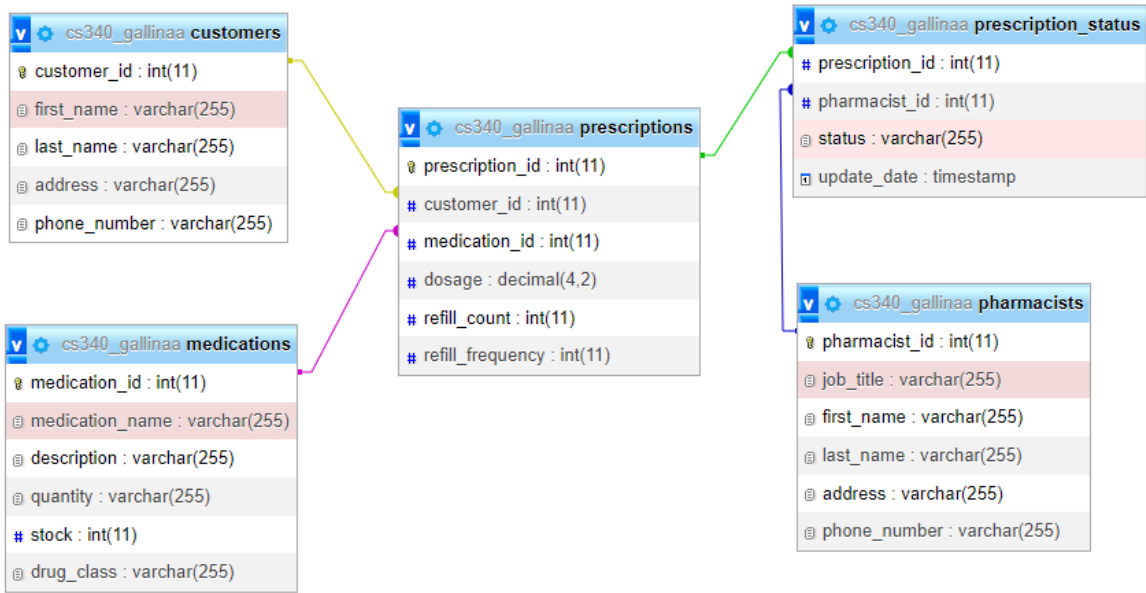 v cs340_gallinaa customers
customer_id : int(11)
first_name : varchar(255)
last_name : varchar(255)
address : varchar(255)
phone_number : varchar(255)
v cs340_gallinaa medications
medication_id : int(11)
medication_name : varchar(255)
description : varchar(255)
quantity : varchar(255)
# stock : int(11)
drug_class : varchar(255)
v cs340_gallinaa prescriptions
prescription_id : int(11)
# customer_id : int(11)
# medication_id : int(11)
# dosage : decimal(4,2)
# refill_count : int(11)
# refill_frequency : int(11)
v cs340_gallinaa prescription_status
# prescription_id : int(11)
# pharmacist_id : int(11)
status : varchar(255)
update_date : timestamp
v cs340_gallinaa pharmacists
pharmacist_id : int(11)
job_title : varchar(255)
first_name : varchar(255)
last_name : varchar(255)
address : varchar(255)
phone_number : varchar(255)